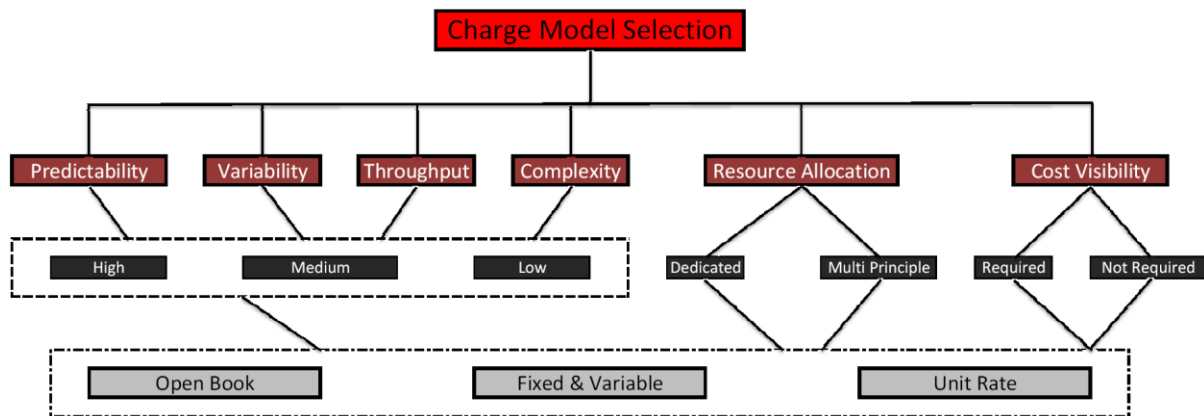 Charge Model Selection
Predictability
Variability
Throughput
Complexity
Resource Allocation
Cost Visibility
High
Medium
Low
Dedicated
Multi Principle
Required
Not Required
Open Book
Fixed & Variable
Unit Rate